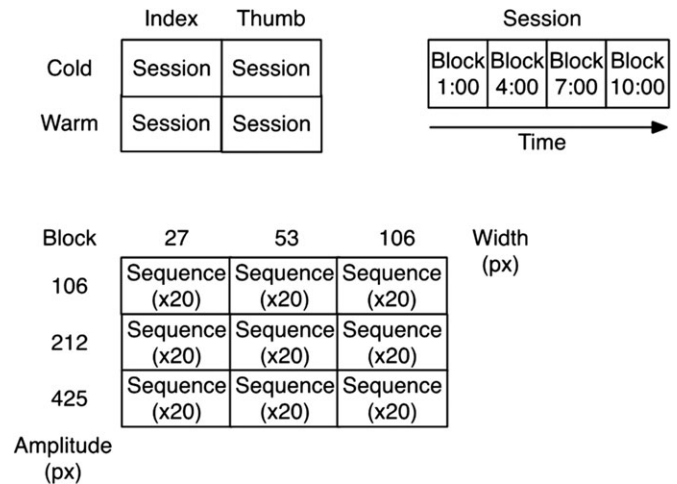 Index Thumb
Cold Session Session
Warm Session Session
Session
Block Block Block Block
1:00 4:00 7:00 10:00
Time
Block 27 53 106 Width
(px)
106 Sequence Sequence Sequence
(x20) (x20) (x20)
212 Sequence Sequence Sequence
(x20) (x20) (x20)
425 Sequence Sequence Sequence
(x20) (x20) (x20)
Amplitude
(px)